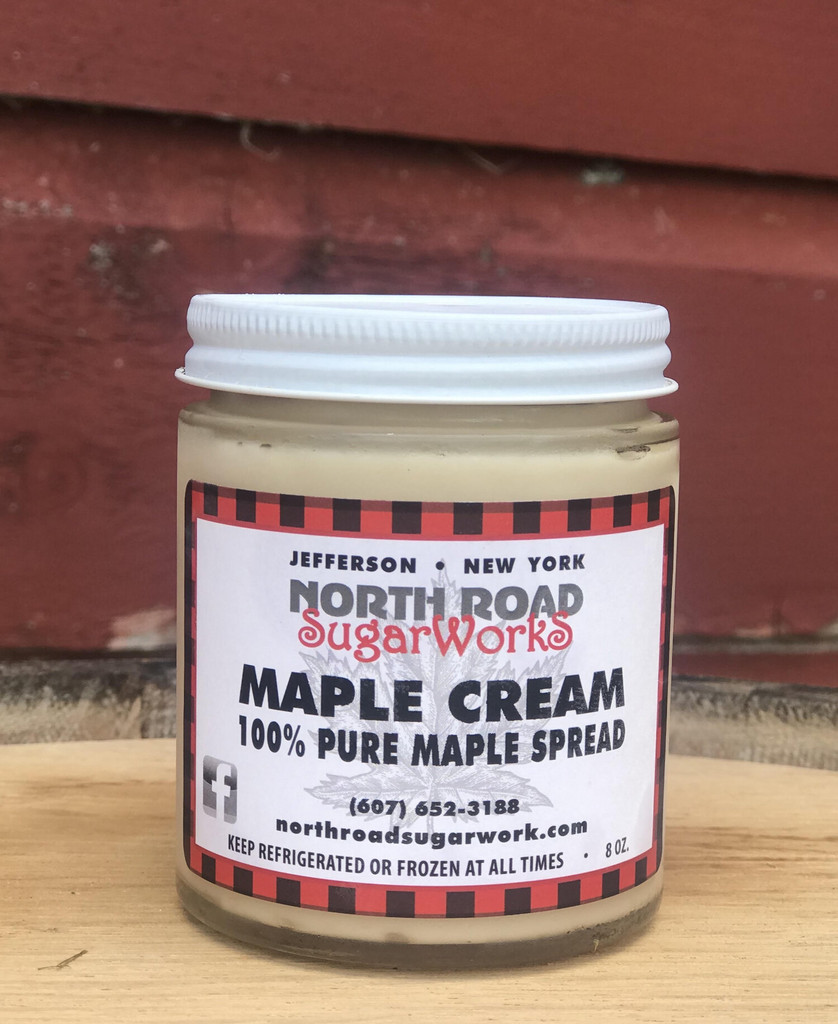 JEFFERSON • NEW YORK
NORTH ROAD
SugarWorkS
MAPLE CREAM
100% PURE MAPLE SPREAD
f
(607) 652-3188
northroadsugarwork.com
KEEP REFRIGERATED OR FROZEN AT ALL TIMES • 8 OZ.